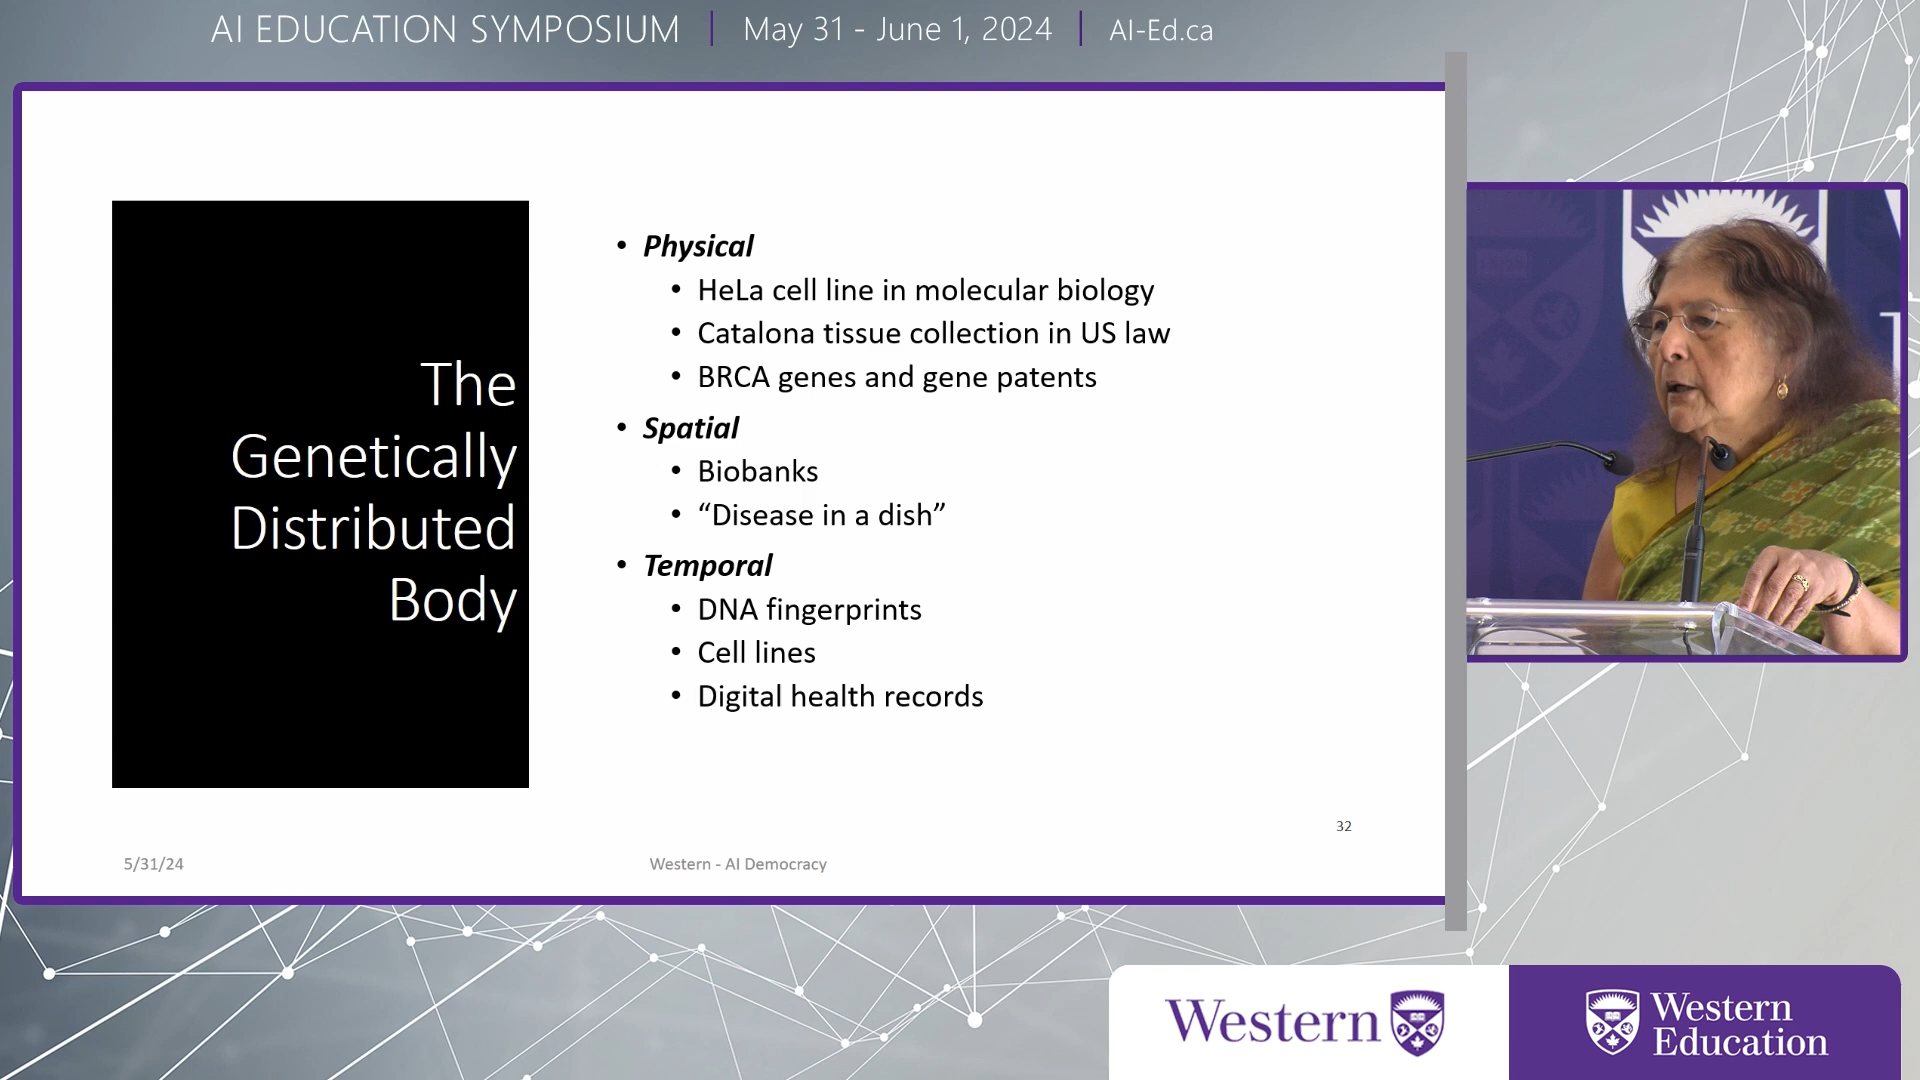 AI EDUCATION SYMPOSIUM | May 31 - June 1, 2024 | AI-Ed.ca
The
Genetically
Distributed
Body
• Physical
• HeLa cell line in molecular biology
• Catalona tissue collection in US law
• BRCA genes and gene patents
• Spatial
• Biobanks
• “Disease in a dish”
• Temporal
• DNA fingerprints
• Cell lines
• Digital health records
32
5/31/24
Western - AI Democracy
Western
Western
Education